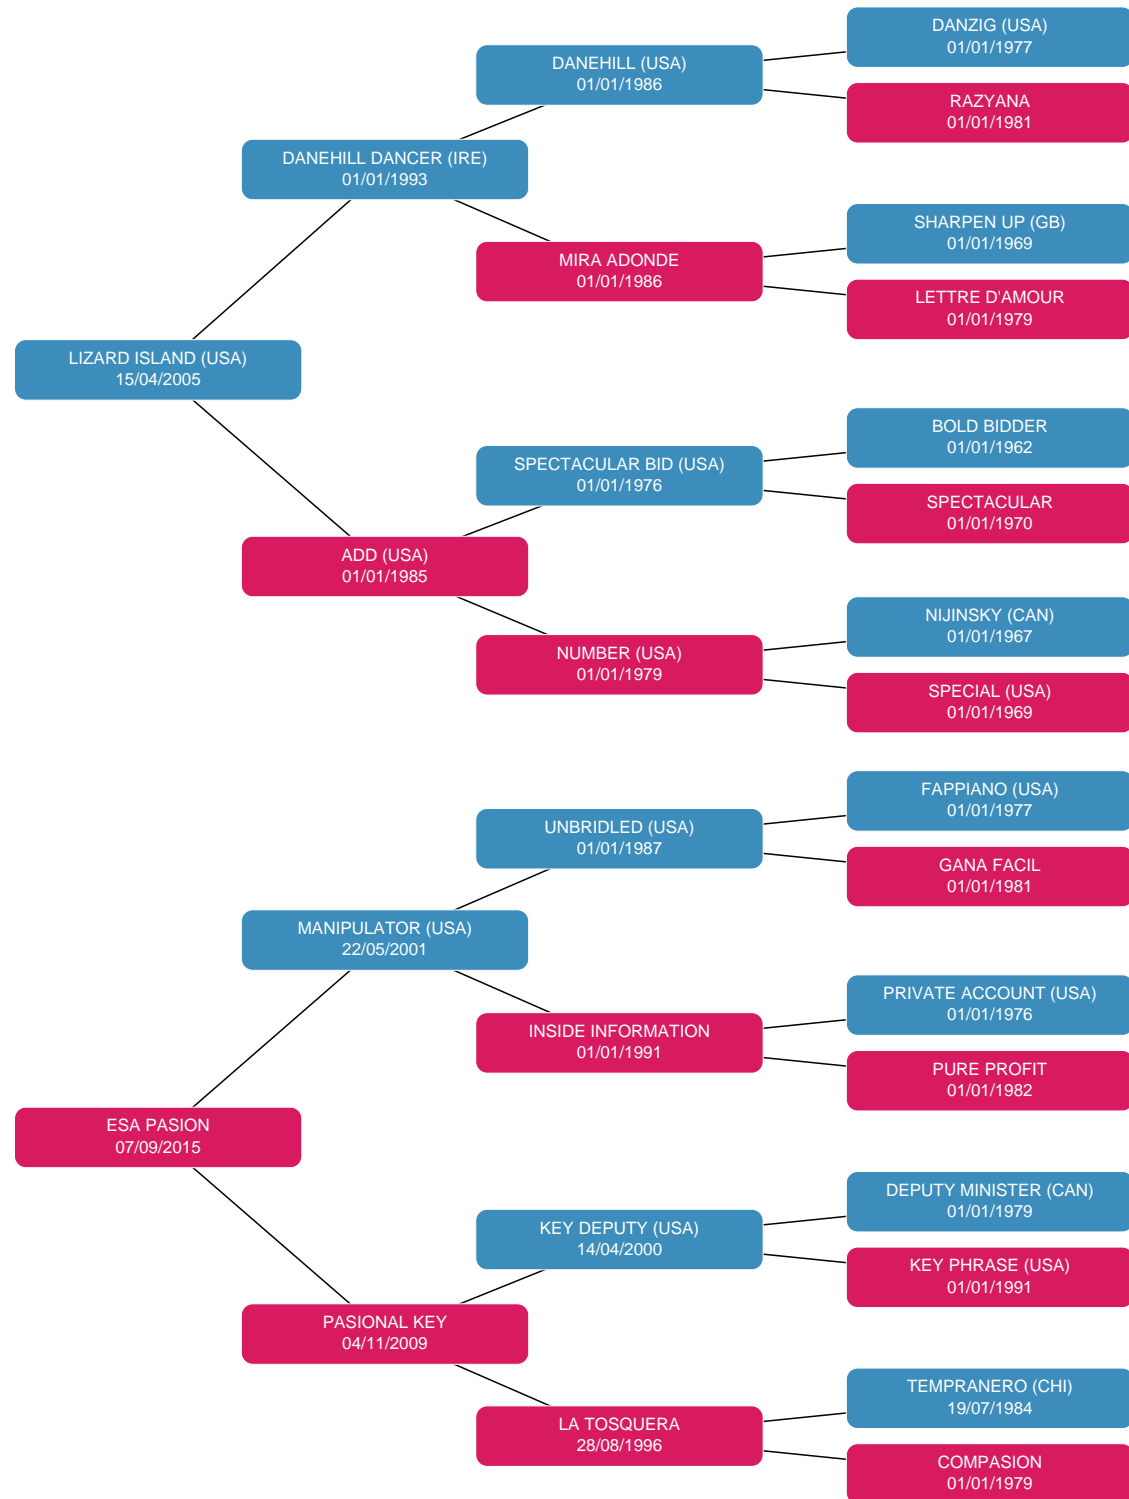 DANZIG (USA)
01/01/1977
DANEHILL (USA)
01/01/1986
RAZYANA
01/01/1981
DANEHILL DANCER (IRE)
01/01/1993
SHARPEN UP (GB)
01/01/1969
MIRA ADONDE
01/01/1986
LETTRE D'AMOUR
01/01/1979
LIZARD ISLAND (USA)
15/04/2005
BOLD BIDDER
01/01/1962
SPECTACULAR BID (USA)
01/01/1976
SPECTACULAR
01/01/1970
ADD (USA)
01/01/1985
NIJINSKY (CAN)
01/01/1967
NUMBER (USA)
01/01/1979
SPECIAL (USA)
01/01/1969
FAPPIANO (USA)
01/01/1977
UNBRIDLED (USA)
01/01/1987
GANA FACIL
01/01/1981
MANIPULATOR (USA)
22/05/2001
PRIVATE ACCOUNT (USA)
01/01/1976
INSIDE INFORMATION
01/01/1991
PURE PROFIT
01/01/1982
ESA PASION
07/09/2015
DEPUTY MINISTER (CAN)
01/01/1979
KEY DEPUTY (USA)
14/04/2000
KEY PHRASE (USA)
01/01/1991
PASIONAL KEY
04/11/2009
TEMPRANERO (CHI)
19/07/1984
LA TOSQUERA
28/08/1996
COMPASION
01/01/1979